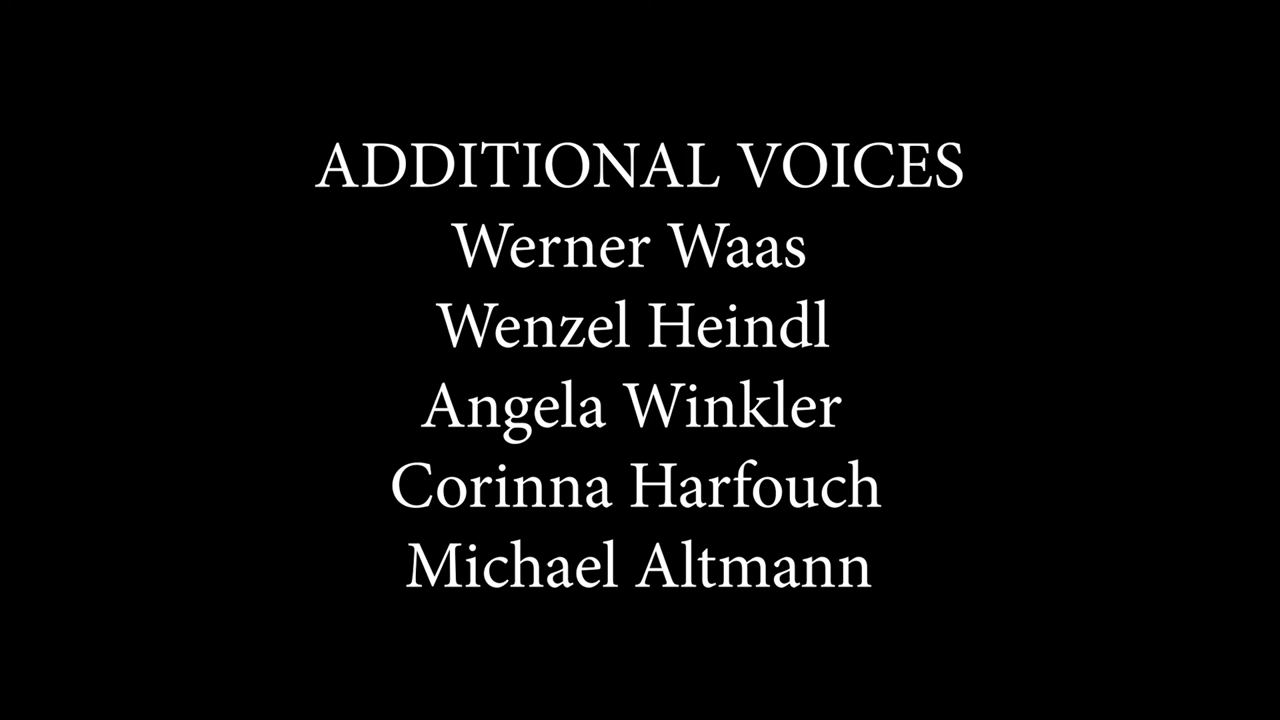 ADDITIONAL VOICES
Werner Waas
Wenzel Heindl
Angela Winkler
Corinna Harfouch
Michael Altmann